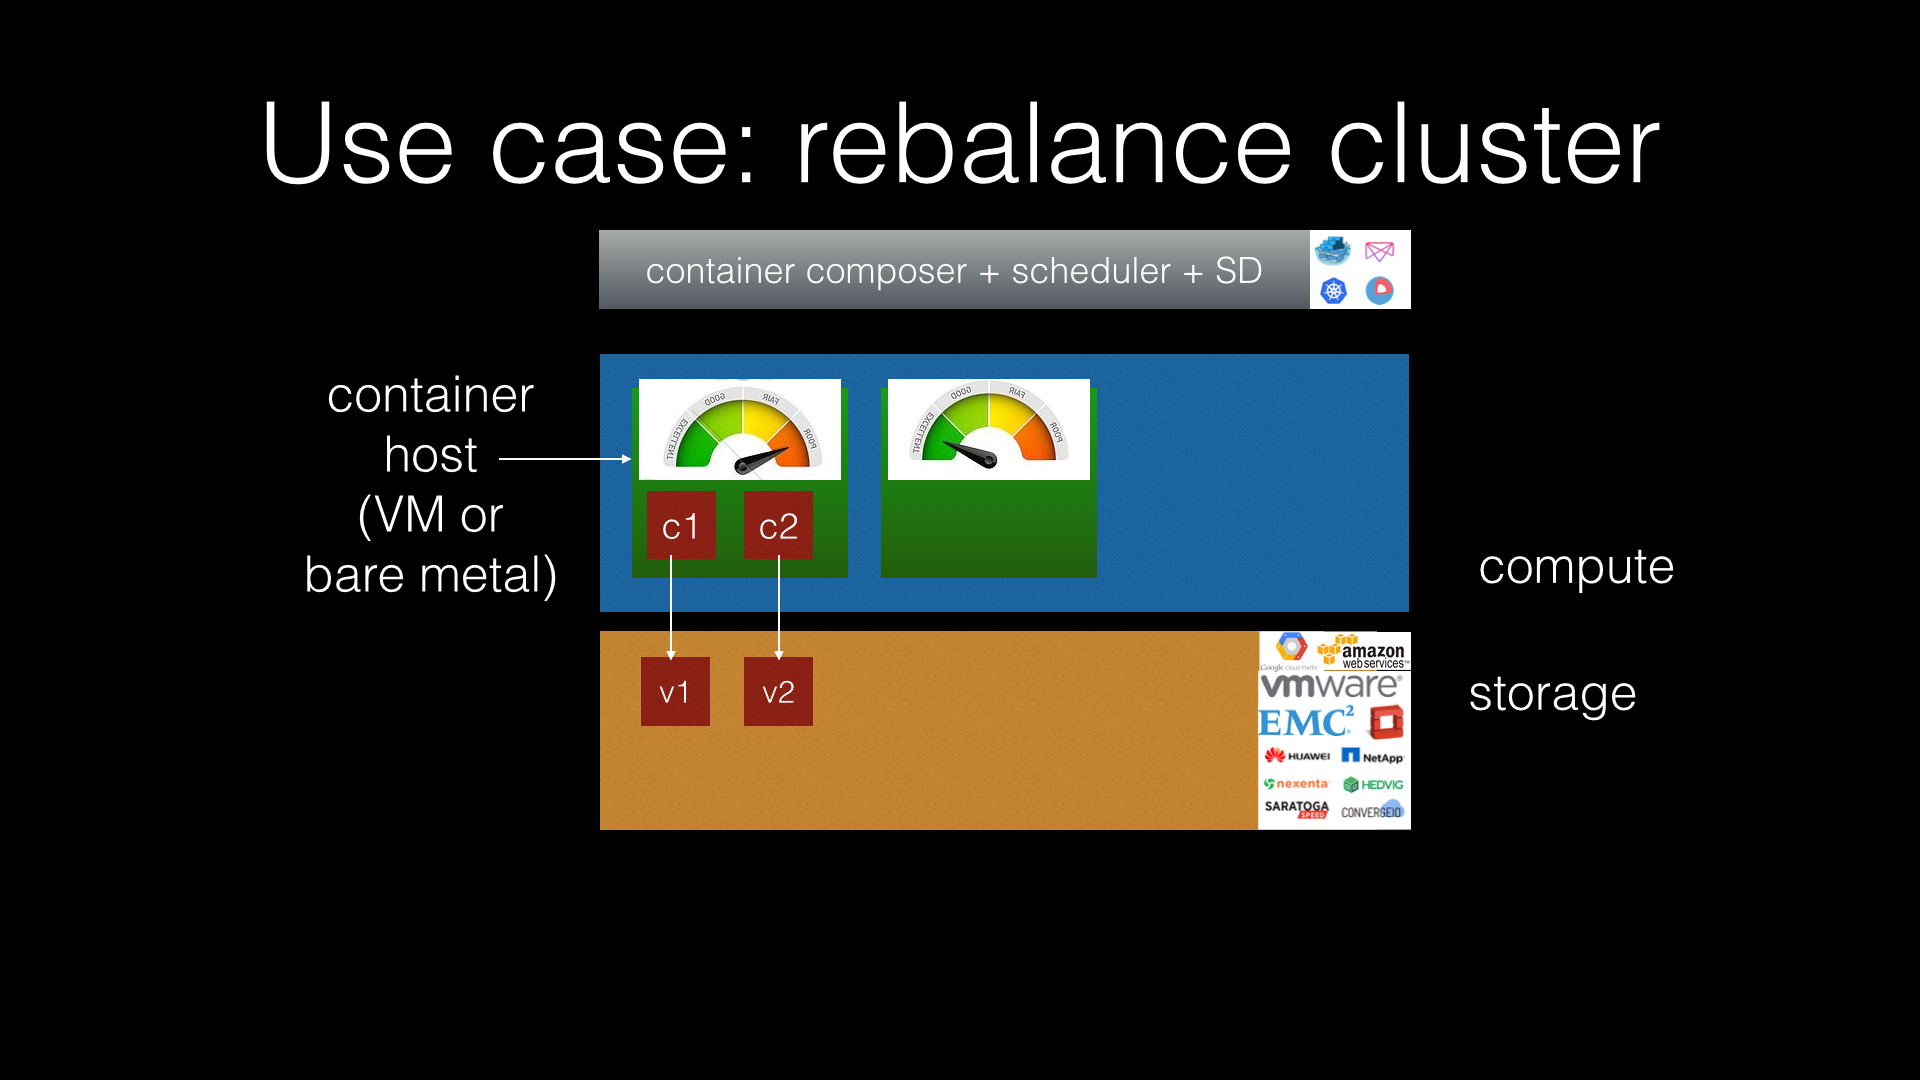 Use case: rebalance cluster
container composer + scheduler + SD
container
host
(VM or
bare metal)
EXCELLENT
GOOD
FAIR
POOR
EXCELLENT
GOOD
FAIR
POOR
c1
c2
compute
v1
v2
storage
Google Cloud Platfo
amazon
webservices™
vmware®
EMC²
HUAWEI
NetApp
nexenta
HEDVIG
SARATOGA
SPEED
CONVERGEIO